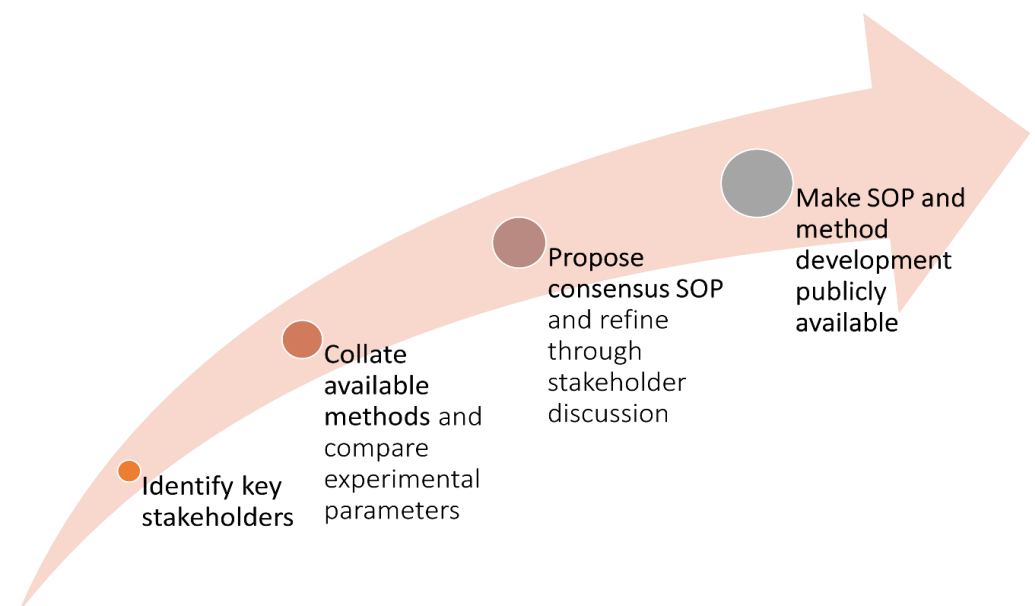 Identify key
stakeholders
Collate
available
methods and
compare
experimental
parameters
Propose
consensus SOP
and refine
through
stakeholder
discussion
Make SOP and
method
development
publicly
available